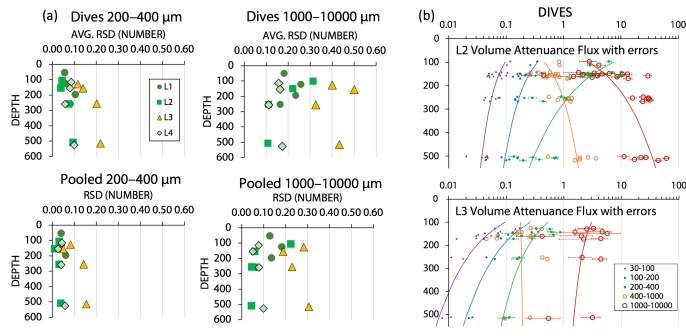 (a) Dives 200–400 µm
AVG. RSD (NUMBER)
0.00 0.10 0.20 0.30 0.40 0.50 0.60
DEPTH
0
100
200
300
400
500
600
L1
L2
L3
L4
Dives 1000–10000 µm
AVG. RSD (NUMBER)
0.00 0.10 0.20 0.30 0.40 0.50 0.60
DEPTH
0
100
200
300
400
500
600
Pooled 200–400 µm
RSD (NUMBER)
0.00 0.10 0.20 0.30 0.40 0.50 0.60
DEPTH
0
100
200
300
400
500
600
Pooled 1000–10000 µm
RSD (NUMBER)
0.00 0.10 0.20 0.30 0.40 0.50 0.60
DEPTH
0
100
200
300
400
500
600
(b) DIVES
0.01 0.1 1 10 100
L2 Volume Attenuance Flux with errors
100
200
300
400
500
0.01 0.1 1 10 100
L3 Volume Attenuance Flux with errors
100
200
300
400
500
30-100
100-200
200-400
400-1000
1000-10000